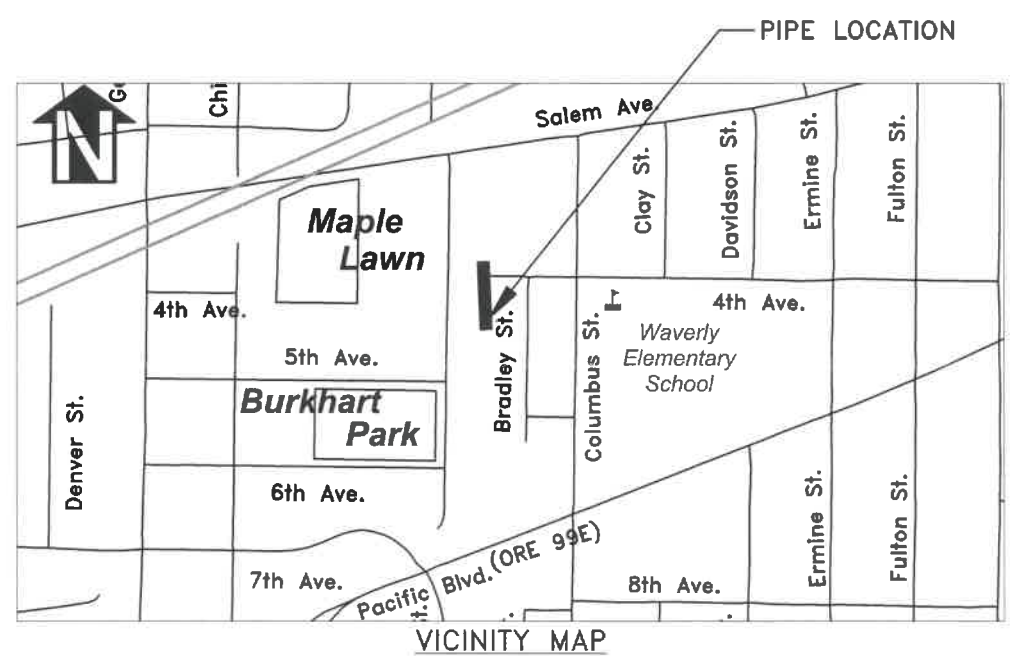 PIPE LOCATION
N
Salem Ave.
Clay St.
Davidson St.
Ermine St.
Fulton St.
Maple
Lawn
4th Ave.
4th Ave.
Waverly
Elementary
School
5th Ave.
Bradley St.
Columbus St.
Burkhart
Park
Denver St.
6th Ave.
Ermine St.
Fulton St.
7th Ave.
Pacific Blvd. (ORE 99E)
8th Ave.
VICINITY MAP